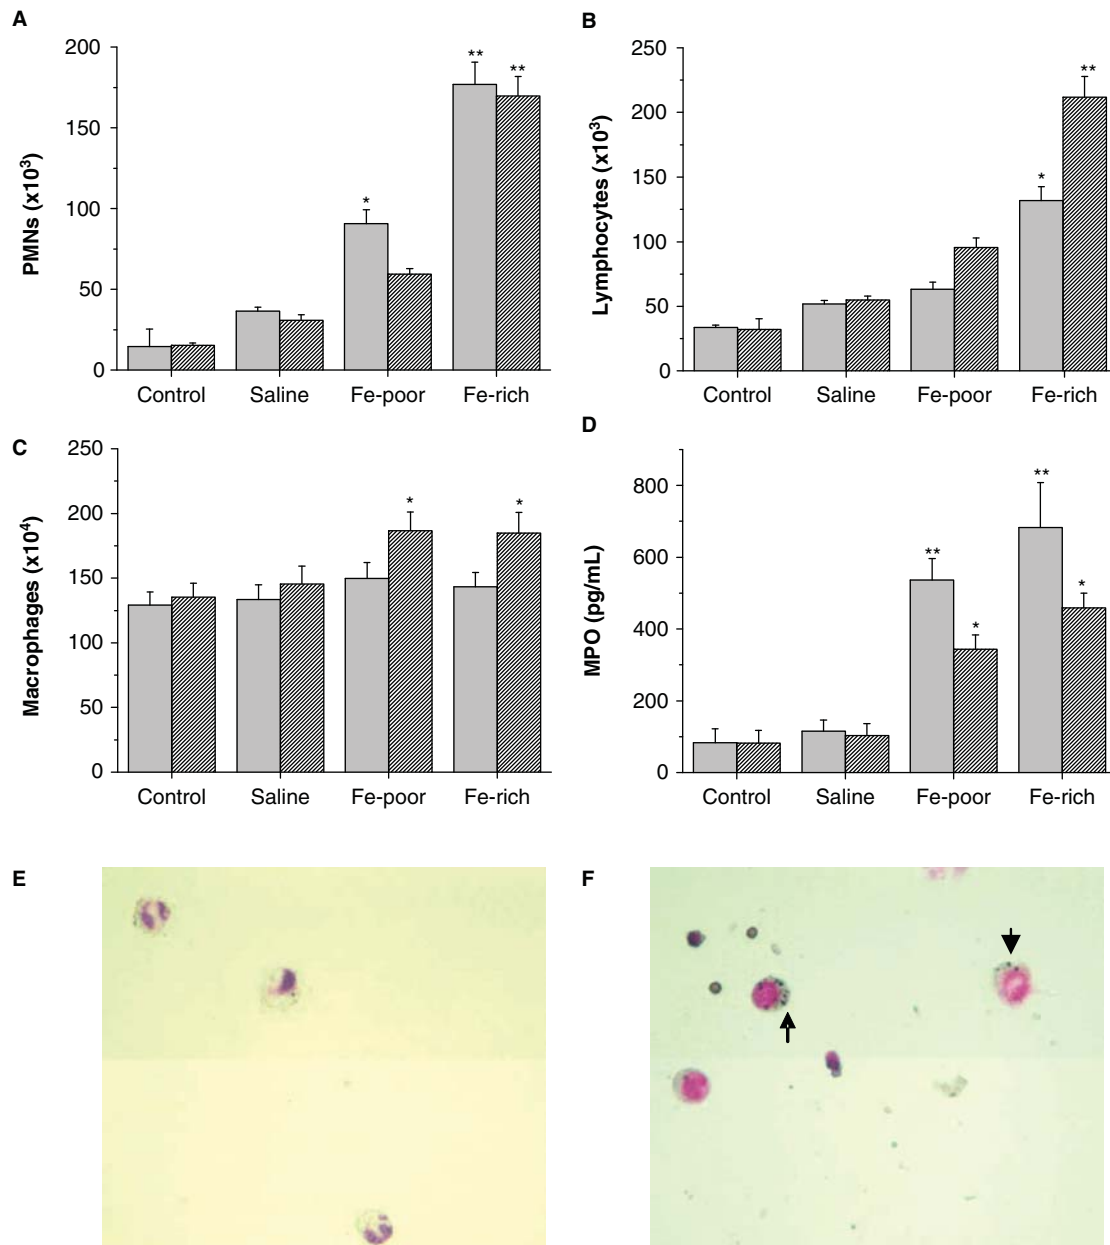 A
PMNs (x10³)
200
150
100
50
0
*
**
**
Control Saline Fe-poor Fe-rich
B
Lymphocytes (x10³)
250
200
150
100
50
0
*
**
Control Saline Fe-poor Fe-rich
C
Macrophages (x10⁴)
250
200
150
100
50
0
*
*
Control Saline Fe-poor Fe-rich
D
MPO (pg/mL)
800
600
400
200
0
**
*
**
*
Control Saline Fe-poor Fe-rich
E
F